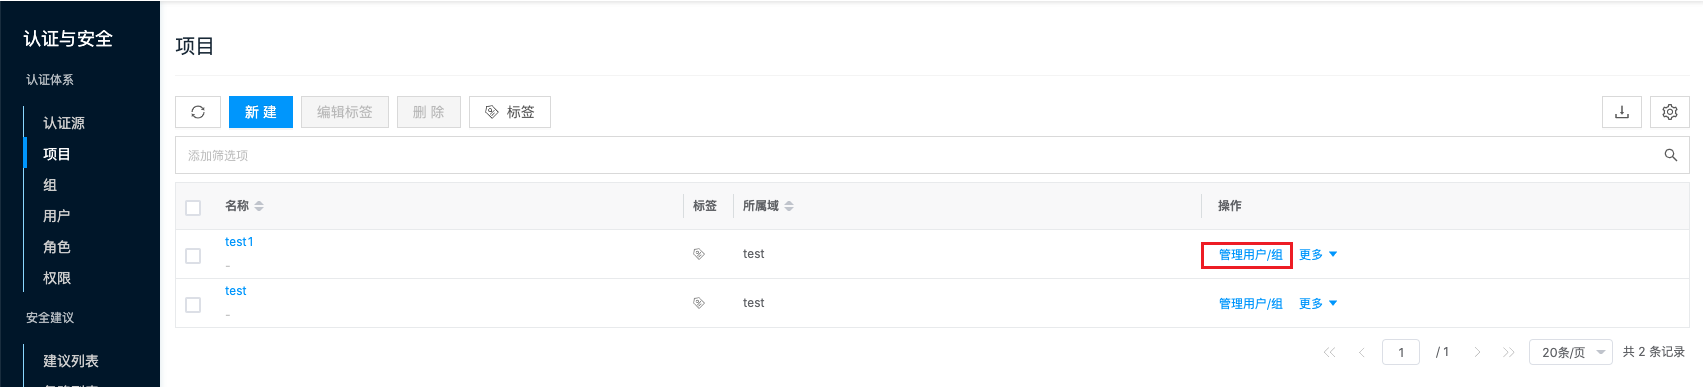 认证与安全
认证体系
认证源
项目
组
用户
角色
权限
安全建议
建议列表
项目
新 建 编辑标签 删 除 标签
添加筛选项
名称 标签 所属域 操作
test1
-
test 管理用户/组 更多
test
-
test 管理用户/组 更多
1 / 1 20条/页 共 2 条记录